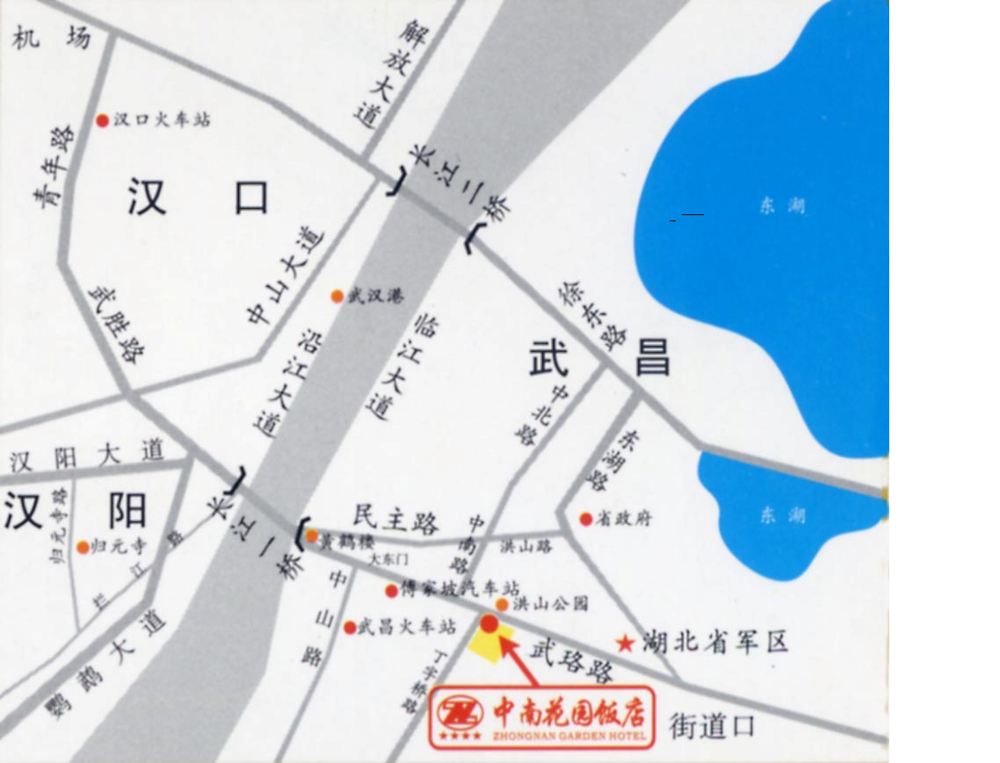 机场
解放大道
汉口火车站
青年路
长江二桥
汉口
东湖
中山大道
武汉港
武胜路
徐东路
临江大道
沿江大道
武昌
中北路
汉阳大道
东湖路
汉阳
归元寺路
长江一桥
民主路
中南路
省政府
东湖
归元寺
拦江路
黄鹤楼
大东门
洪山路
中山路
傅家坡汽车站
洪山公园
鹦鹉大道
武昌火车站
湖北省军区
武珞路
丁字桥路
中南花园饭店
ZHONGNAN GARDEN HOTEL
街道口